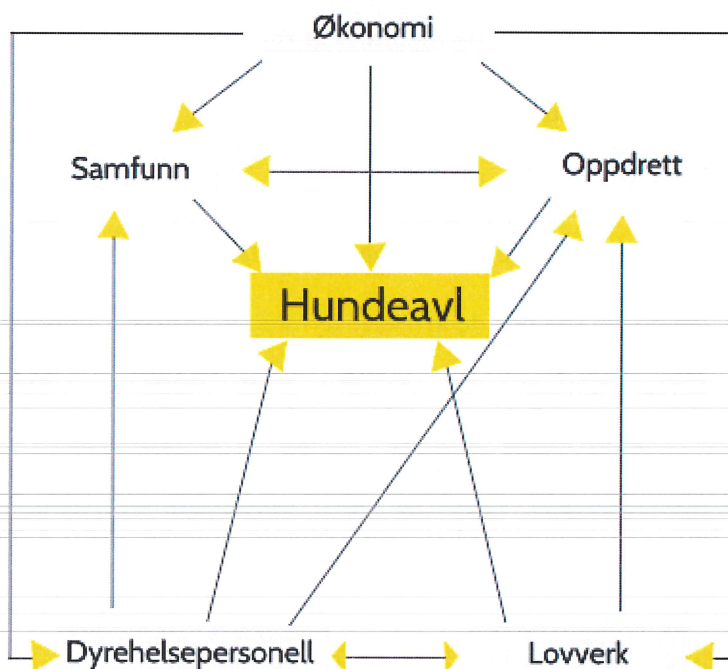 Økonomi
Samfunn
Oppdrett
Hundeavl
Dyrehelsepersonell
Lovverk